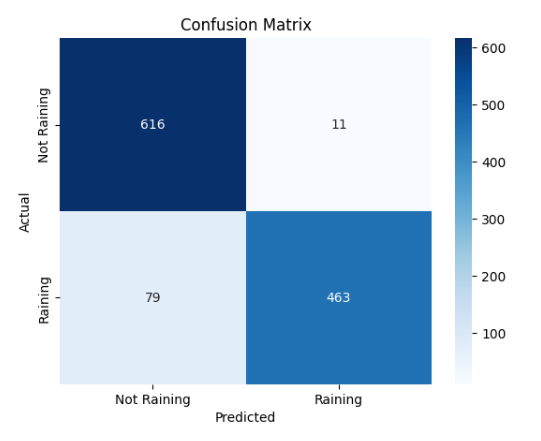 Confusion Matrix
Not Raining
Raining
Actual
616
11
79
463
Not Raining
Raining
Predicted
600
500
400
300
200
100